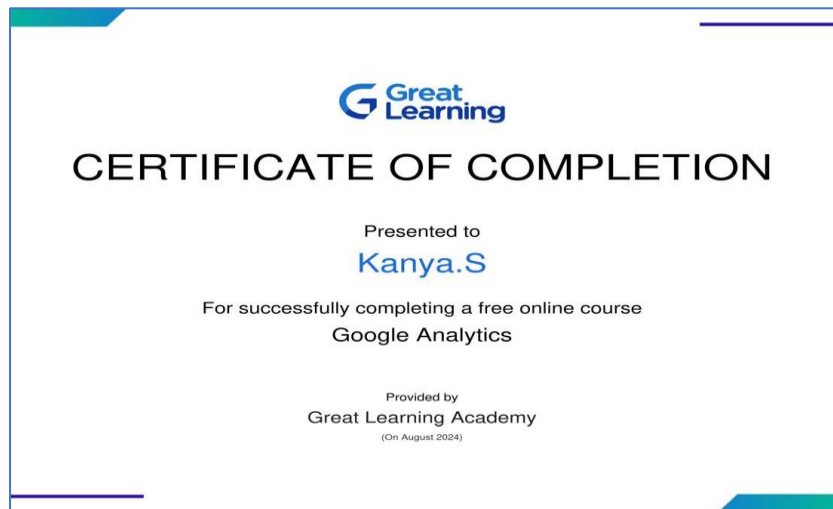 Great
Learning
CERTIFICATE OF COMPLETION
Presented to
Kanya.S
For successfully completing a free online course
Google Analytics
Provided by
Great Learning Academy
(On August 2024)